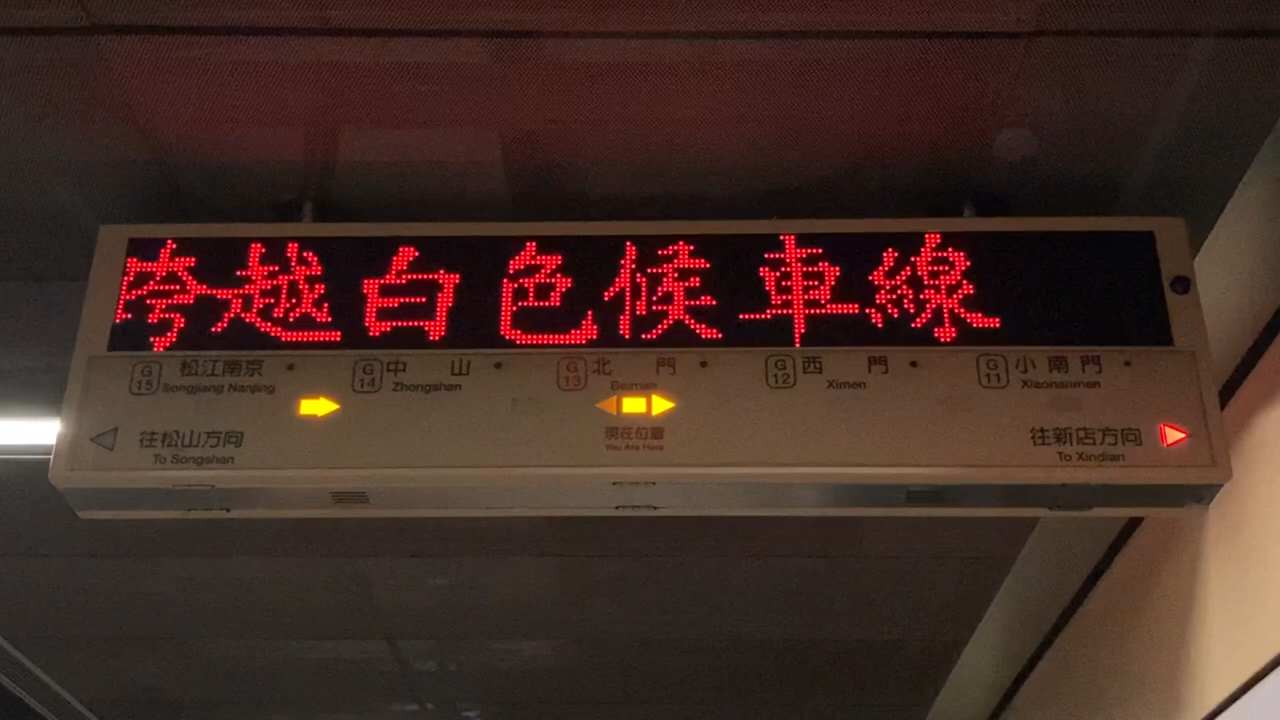 跨越白色候車線
G 15 松江南京 Songjiang Nanjing
G 14 中山 Zhongshan
G 13 北門 Beimen
G 12 西門 Ximen
G 11 小南門 Xiaonanmen
現在位置
You Are Here
往松山方向
To Songshan
往新店方向
To Xindian